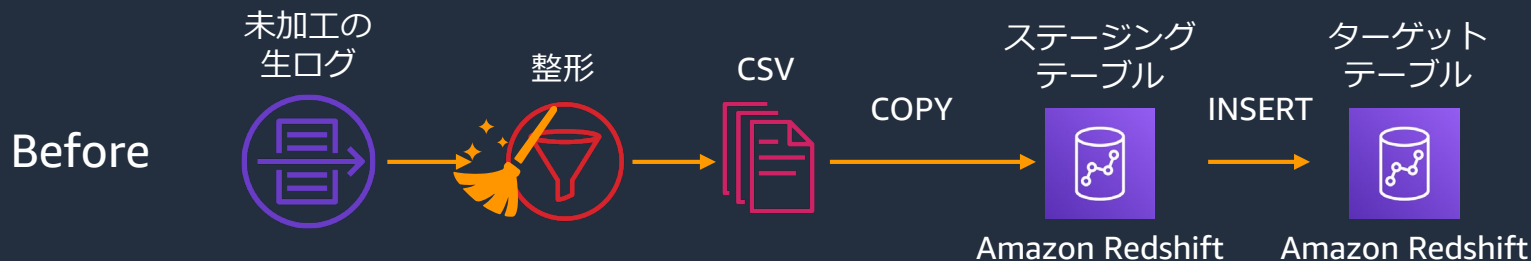 Before
未加工の
生ログ
整形
CSV
COPY
ステージング
テーブル
Amazon Redshift
INSERT
ターゲット
テーブル
Amazon Redshift